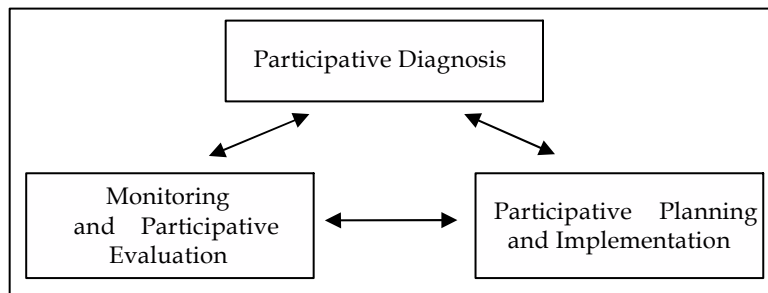 Participative Diagnosis
Monitoring
and Participative
Evaluation
Participative Planning
and Implementation